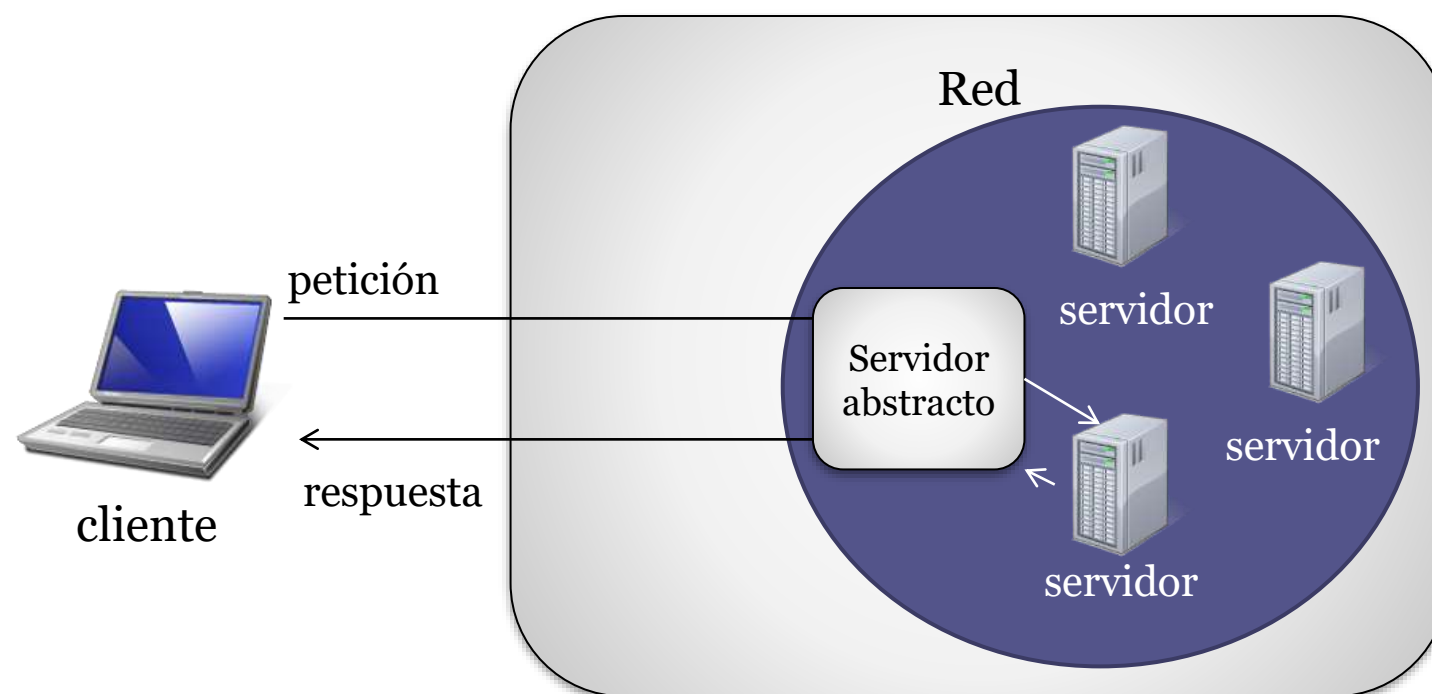 Red
petición
servidor
Servidor
abstracto
servidor
respuesta
cliente
servidor